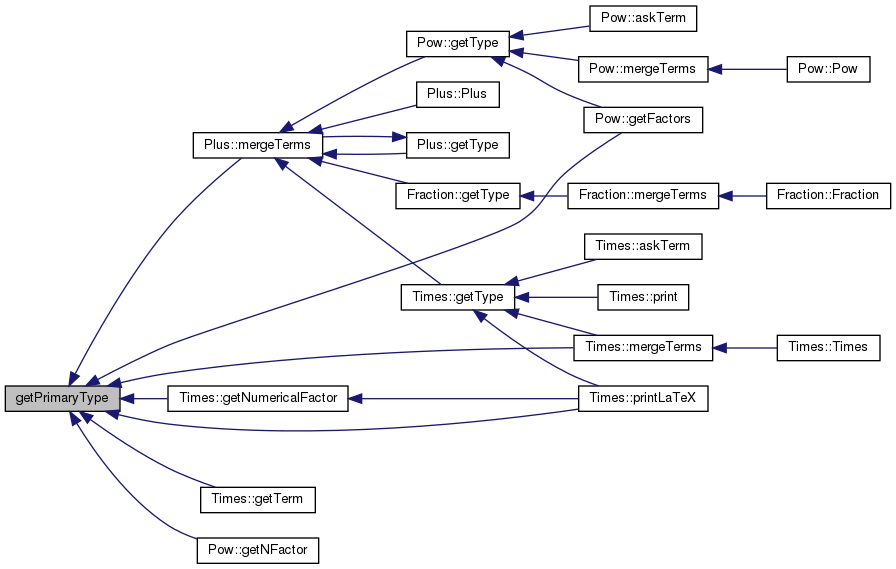 Pow::askTerm
Pow::getType
Pow::mergeTerms
Pow::Pow
Plus::Plus
Pow::getFactors
Plus::mergeTerms
Plus::getType
Fraction::getType
Fraction::mergeTerms
Fraction::Fraction
Times::askTerm
Times::getType
Times::print
Times::mergeTerms
Times::Times
getPrimaryType
Times::getNumericalFactor
Times::printLaTeX
Times::getTerm
Pow::getNFactor